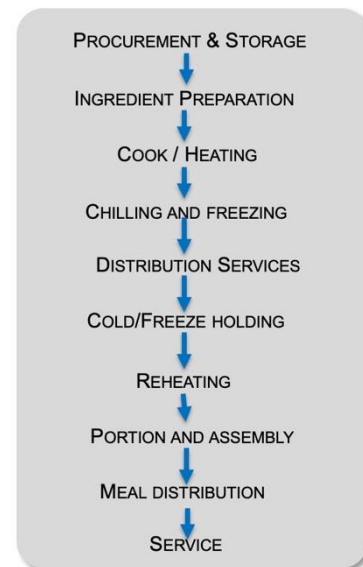 PROCUREMENT & STORAGE
INGREDIENT PREPARATION
COOK / HEATING
CHILLING AND FREEZING
DISTRIBUTION SERVICES
COLD/FREEZE HOLDING
REHEATING
PORTION AND ASSEMBLY
MEAL DISTRIBUTION
SERVICE